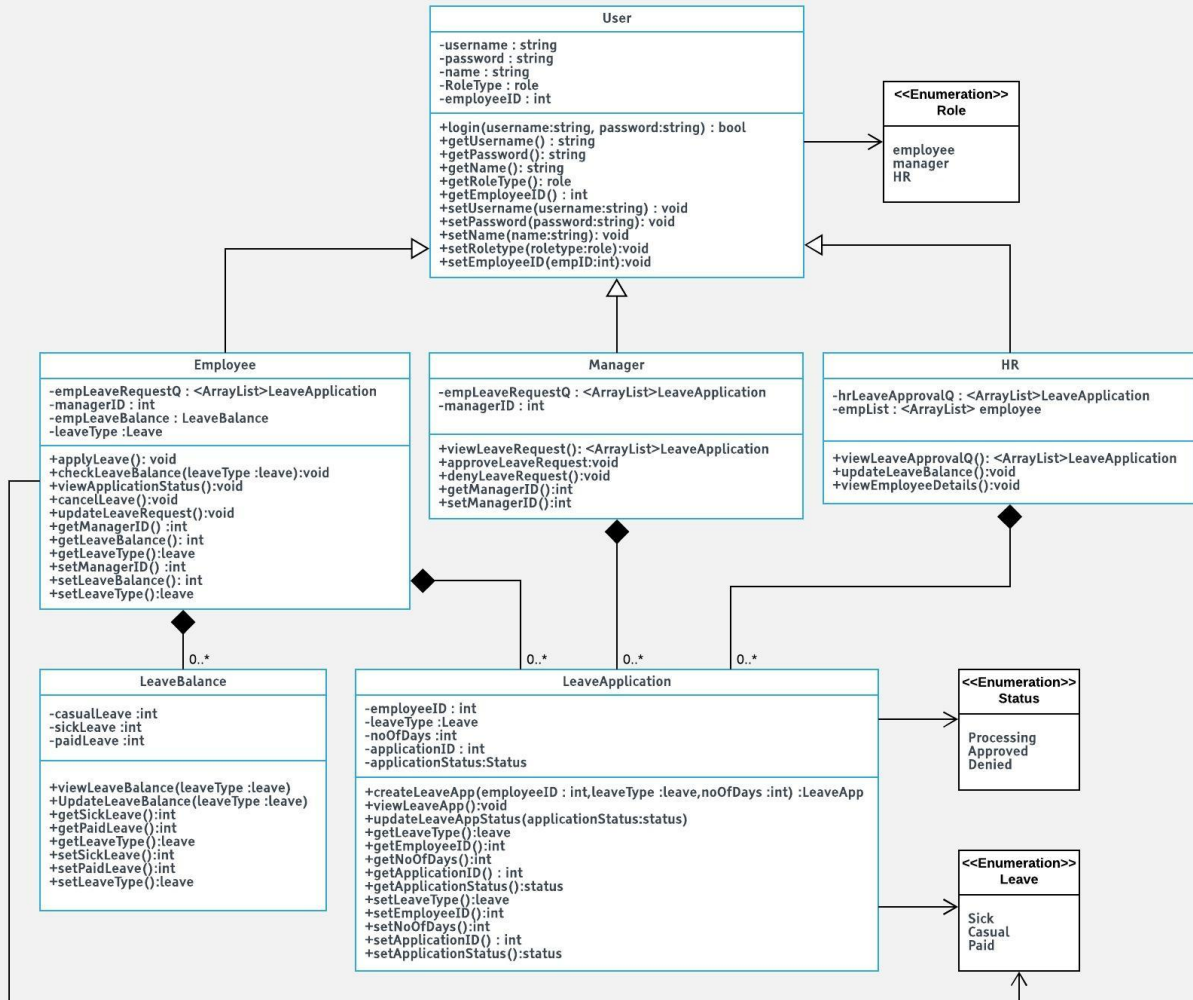 User
-username : string
-password : string
-name : string
-RoleType : role
-employeeID : int
+login(username:string, password:string) : bool
+getUsername() : string
+getPassword(): string
+getName(): string
+getRoleType(): role
+getEmployeeID() : int
+setUsername(username:string) : void
+setPassword(password:string): void
+setName(name:string): void
+setRoletype(roletype:role):void
+setEmployeeID(empID:int):void
<<Enumeration>>
Role
employee
manager
HR
Employee
-empLeaveRequestQ : <ArrayList>LeaveApplication
-managerID : int
-empLeaveBalance : LeaveBalance
-leaveType :Leave
+applyLeave(): void
+checkLeaveBalance(leaveType :leave):void
+viewApplicationStatus():void
+cancelLeave():void
+updateLeaveRequest():void
+getManagerID() :int
+getLeaveBalance(): int
+getLeaveType():leave
+setManagerID() :int
+setLeaveBalance(): int
+setLeaveType():leave
Manager
-empLeaveRequestQ : <ArrayList>LeaveApplication
-managerID : int
+viewLeaveRequest(): <ArrayList>LeaveApplication
+approveLeaveRequest:void
+denyLeaveRequest():void
+getManagerID():int
+setManagerID():int
HR
-hrLeaveApprovalQ : <ArrayList>LeaveApplication
-empList : <ArrayList> employee
+viewLeaveApprovalQ(): <ArrayList>LeaveApplication
+updateLeaveBalance():void
+viewEmployeeDetails():void
0..*
0..*
0..*
0..*
LeaveBalance
-casualLeave :int
-sickLeave :int
-paidLeave :int
+viewLeaveBalance(leaveType :leave)
+UpdateLeaveBalance(leaveType :leave)
+getSickLeave():int
+getPaidLeave():int
+getLeaveType():leave
+setSickLeave():int
+setPaidLeave():int
+setLeaveType():leave
LeaveApplication
-employeeID : int
-leaveType :Leave
-noOfDays :int
-applicationID : int
-applicationStatus:Status
+createLeaveApp(employeeID : int,leaveType :leave,noOfDays :int) :LeaveApp
+viewLeaveApp():void
+updateLeaveAppStatus(applicationStatus:status)
+getLeaveType():leave
+getEmployeeID():int
+getNoOfDays():int
+getApplicationID() : int
+getApplicationStatus():status
+setLeaveType():leave
+setEmployeeID():int
+setNoOfDays():int
+setApplicationID() : int
+setApplicationStatus():status
<<Enumeration>>
Status
Processing
Approved
Denied
<<Enumeration>>
Leave
Sick
Casual
Paid